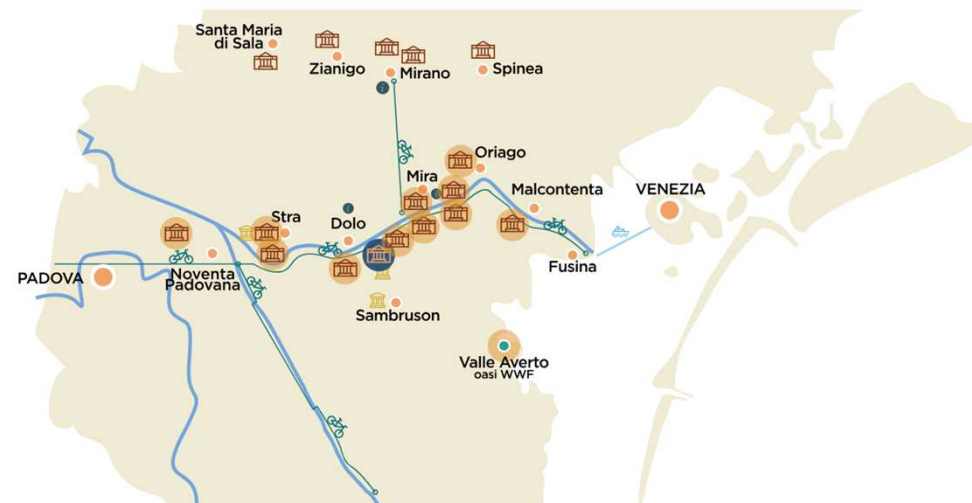 Santa Maria
di Sala
Zianigo
Mirano
Spinea
Oriago
Mira
Malcontenta
VENEZIA
Stra
Dolo
Fusina
PADOVA
Noventa
Padovana
Sambruson
Valle Averto
oasi WWF